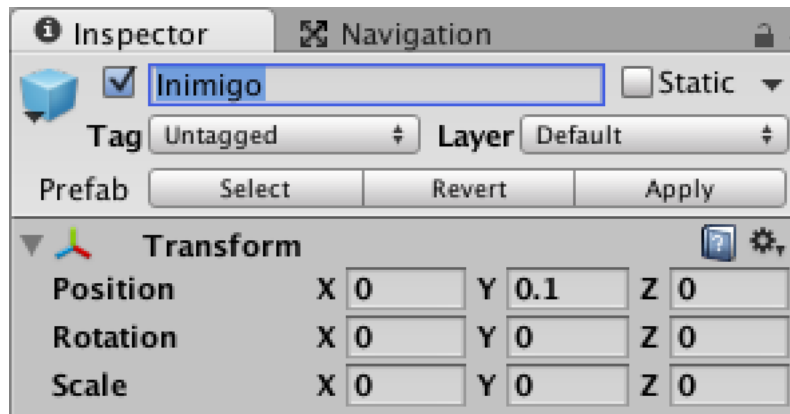 Inspector Navigation
Inimigo Static
Tag Untagged Layer Default
Prefab Select Revert Apply
Transform
Position X 0 Y 0.1 Z 0
Rotation X 0 Y 0 Z 0
Scale X 0 Y 0 Z 0